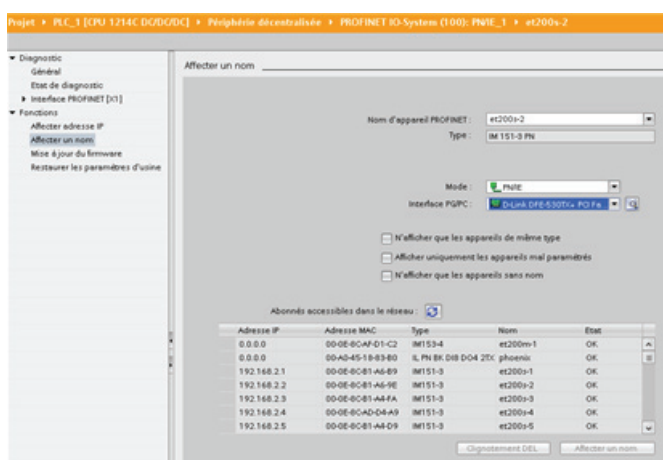 Projet ▸ PLC_1 [CPU 1214C DC/DC/DC] ▸ Périphérie décentralisée ▸ PROFINET IO-System (100): PN/IE_1 ▸ et200s-2
Diagnostic
Général
Etat de diagnostic
Interface PROFINET [X1]
Fonctions
Affecter adresse IP
Affecter un nom
Mise à jour du firmware
Restaurer les paramètres d'usine
Affecter un nom
Nom d'appareil PROFINET : et200s-2
Type : IM 151-3 PN
Mode : PN/IE
Interface PG/PC : D-Link DFE-530TX+ PCI Fa
N'afficher que les appareils de même type
Afficher uniquement les appareils mal paramétrés
N'afficher que les appareils sans nom
Abonnés accessibles dans le réseau :
Adresse IP Adresse MAC Type Nom Etat
0.0.0.0 00-0E-8C-AF-D1-C2 IM153-4 et200m-1 OK
0.0.0.0 00-A0-45-18-83-80 IL PN BK DI8 DO4 2TX phoenix OK
192.168.2.1 00-0E-8C-81-A6-B9 IM151-3 et200s-1 OK
192.168.2.2 00-0E-8C-81-A6-9E IM151-3 et200s-2 OK
192.168.2.3 00-0E-8C-81-A4-FA IM151-3 et200s-3 OK
192.168.2.4 00-0E-8C-AD-D4-A9 IM151-3 et200s-4 OK
192.168.2.5 00-0E-8C-81-A4-D9 IM151-3 et200s-5 OK
Clignotement DEL Affecter un nom